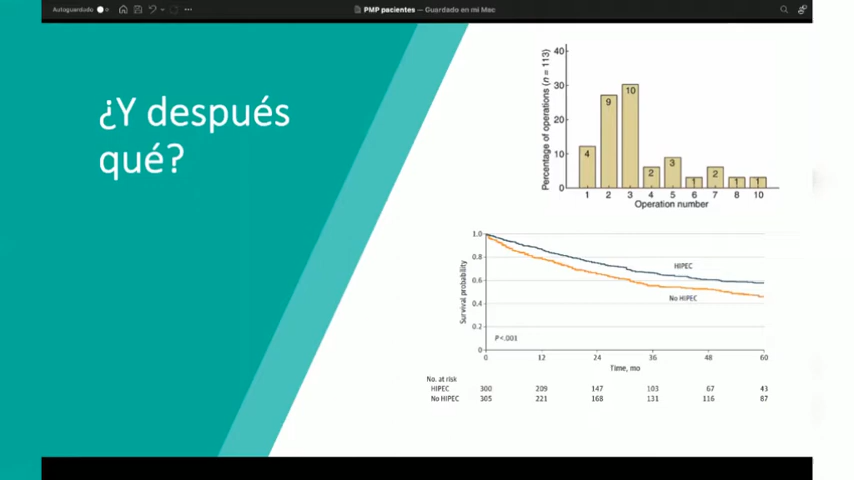 Autoguardado
PMP pacientes — Guardado en mi Mac
¿Y después
qué?
Percentage of operations (n = 113)
40
30
20
10
0
4
9
10
2
3
1
2
1
1
1 2 3 4 5 6 7 8 10
Operation number
Survival probability
1.0
0.8
0.6
0.4
0.2
0
HIPEC
No HIPEC
P<.001
0 12 24 36 48 60
Time, mo
No. at risk
HIPEC 300 209 147 103 67 43
No HIPEC 305 221 168 131 116 87